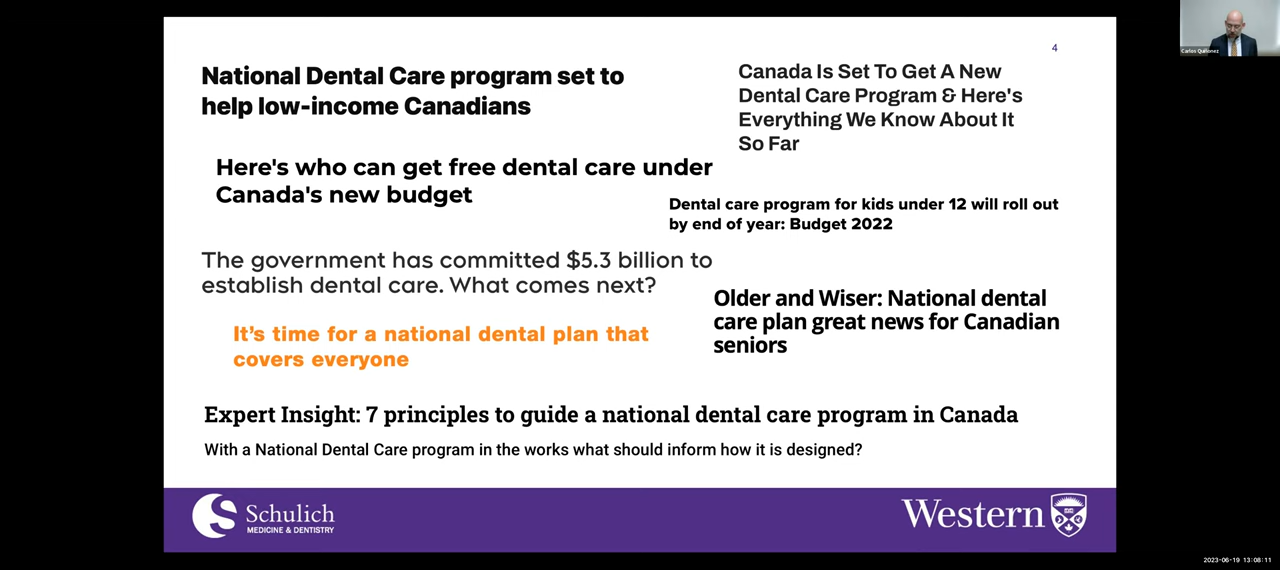 4
National Dental Care program set to
help low-income Canadians
Canada Is Set To Get A New
Dental Care Program & Here's
Everything We Know About It
So Far
Here's who can get free dental care under
Canada's new budget
Dental care program for kids under 12 will roll out
by end of year: Budget 2022
The government has committed $5.3 billion to
establish dental care. What comes next?
Older and Wiser: National dental
care plan great news for Canadian
seniors
It's time for a national dental plan that
covers everyone
Expert Insight: 7 principles to guide a national dental care program in Canada
With a National Dental Care program in the works what should inform how it is designed?
Schulich
MEDICINE & DENTISTRY
Western
Carlos Quiñonez
2023-06-19 13:08:11